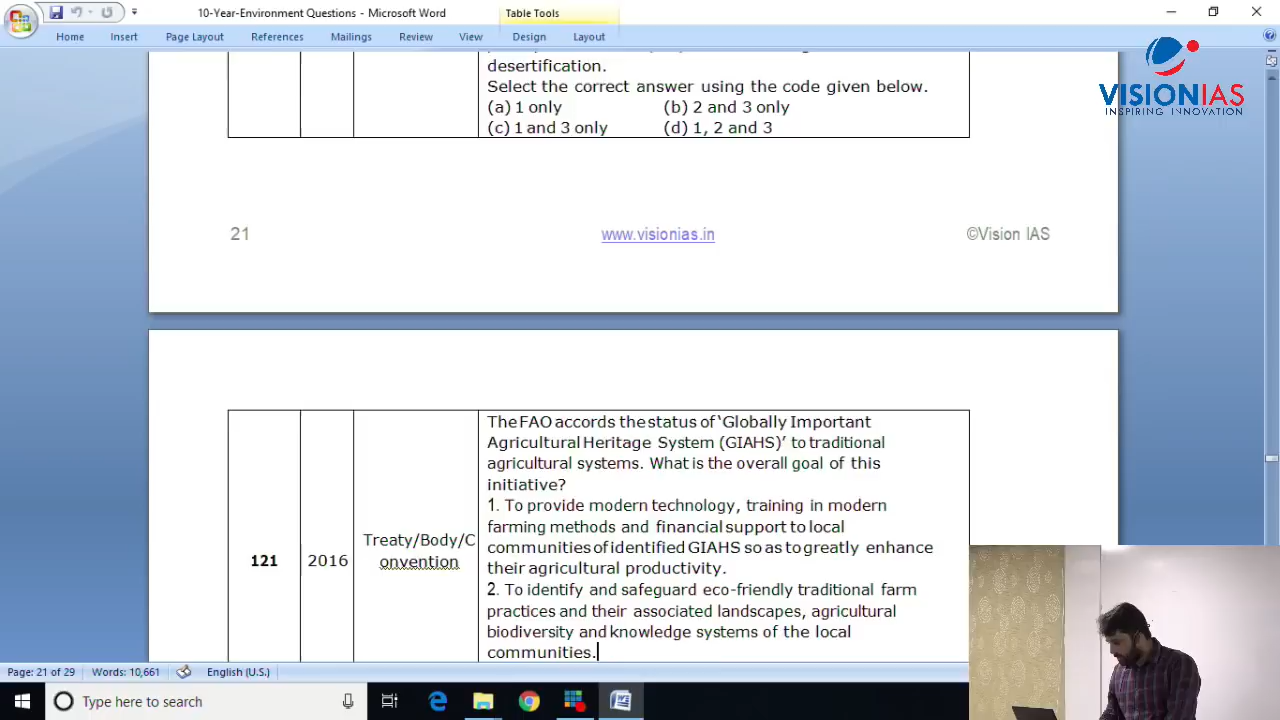 10-Year-Environment Questions - Microsoft Word
Table Tools
Home Insert Page Layout References Mailings Review View Design Layout
VISIONIAS
INSPIRING INNOVATION
desertification.
Select the correct answer using the code given below.
(a) 1 only (b) 2 and 3 only
(c) 1 and 3 only (d) 1, 2 and 3
21 www.visionias.in ©Vision IAS
121
2016
Treaty/Body/C
onvention
The FAO accords the status of ‘Globally Important
Agricultural Heritage System (GIAHS)’ to traditional
agricultural systems. What is the overall goal of this
initiative?
1. To provide modern technology, training in modern
farming methods and financial support to local
communities of identified GIAHS so as to greatly enhance
their agricultural productivity.
2. To identify and safeguard eco-friendly traditional farm
practices and their associated landscapes, agricultural
biodiversity and knowledge systems of the local
communities.
Page: 21 of 29 Words: 10,661 English (U.S.)
Type here to search